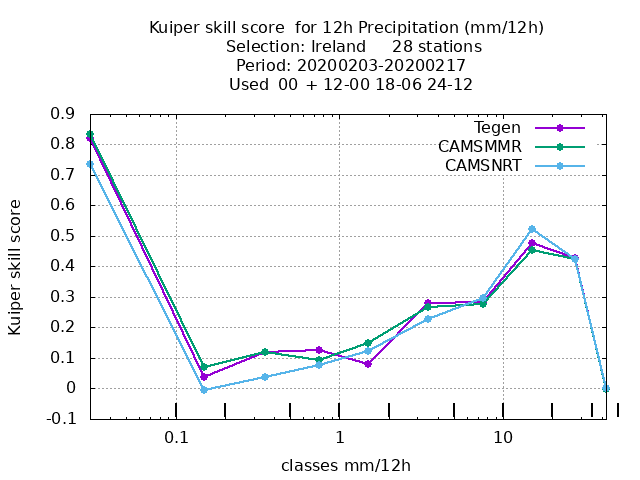 Kuiper skill score  for 12h Precipitation (mm/12h)
Selection: Ireland     28 stations
Period: 20200203-20200217
Used  00 + 12-00 18-06 24-12
Tegen
CAMSMMR
CAMSNRT
Kuiper skill score
0.9
0.8
0.7
0.6
0.5
0.4
0.3
0.2
0.1
0
-0.1
0.1 1 10
classes mm/12h